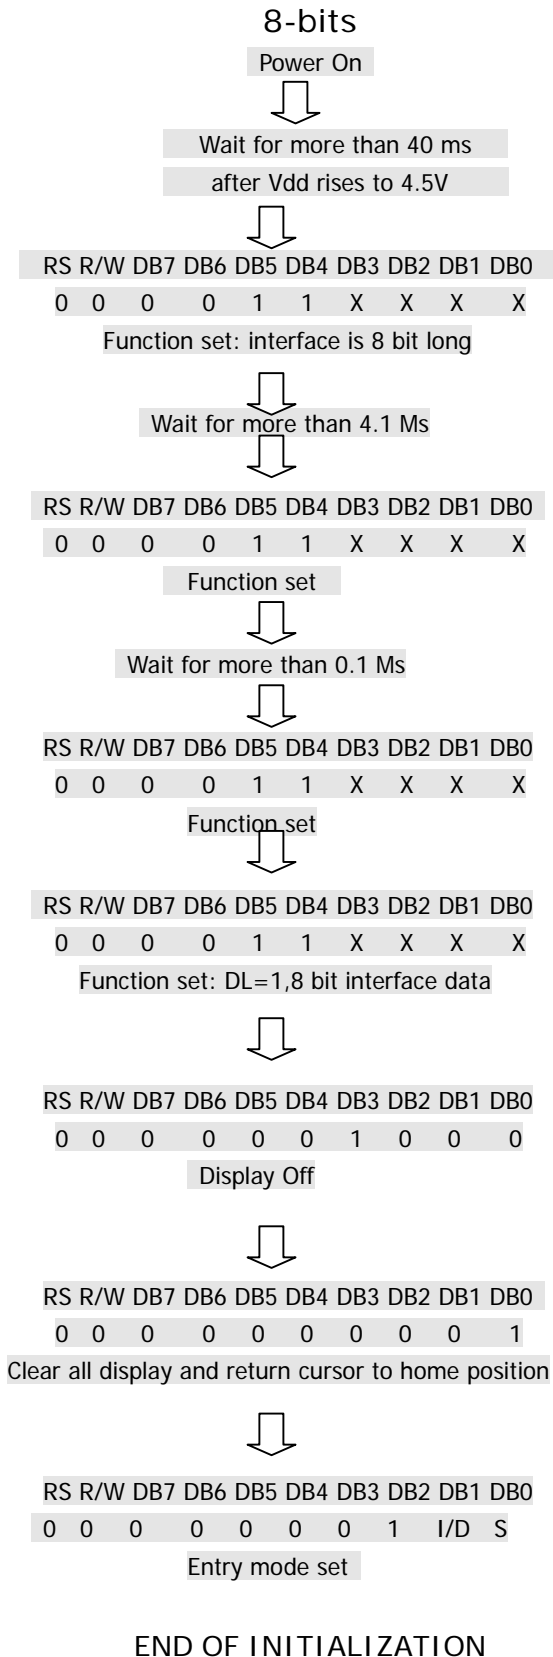 8-bits
Power On
Wait for more than 40 ms
after Vdd rises to 4.5V
RS R/W DB7 DB6 DB5 DB4 DB3 DB2 DB1 DB0
0 0 0 0 1 1 X X X X
Function set: interface is 8 bit long
Wait for more than 4.1 Ms
RS R/W DB7 DB6 DB5 DB4 DB3 DB2 DB1 DB0
0 0 0 0 1 1 X X X X
Function set
Wait for more than 0.1 Ms
RS R/W DB7 DB6 DB5 DB4 DB3 DB2 DB1 DB0
0 0 0 0 1 1 X X X X
Function set
RS R/W DB7 DB6 DB5 DB4 DB3 DB2 DB1 DB0
0 0 0 0 1 1 X X X X
Function set: DL=1,8 bit interface data
RS R/W DB7 DB6 DB5 DB4 DB3 DB2 DB1 DB0
0 0 0 0 0 0 1 0 0 0
Display Off
RS R/W DB7 DB6 DB5 DB4 DB3 DB2 DB1 DB0
0 0 0 0 0 0 0 0 0 1
Clear all display and return cursor to home position
RS R/W DB7 DB6 DB5 DB4 DB3 DB2 DB1 DB0
0 0 0 0 0 0 0 1 I/D S
Entry mode set
END OF INITIALIZATION